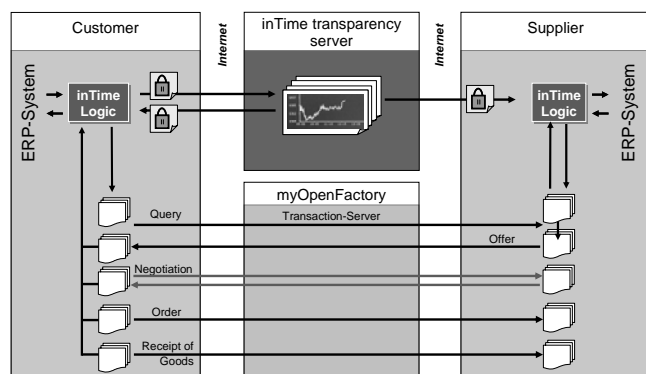 Customer
Internet
inTime transparency
server
Internet
Supplier
ERP-System
inTime
Logic
inTime
Logic
ERP-System
myOpenFactory
Query
Transaction-Server
Offer
Negotiation
Order
Receipt of
Goods